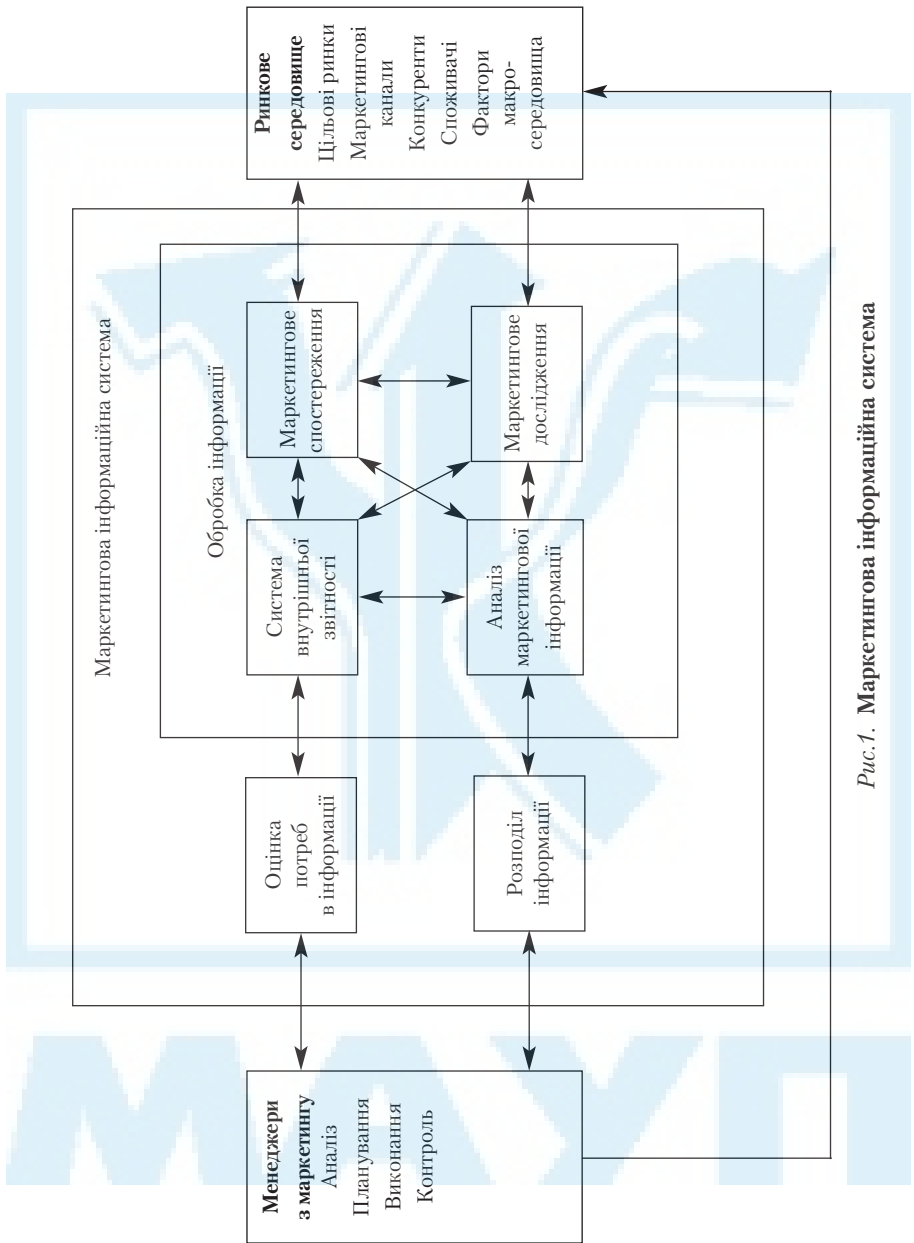 Маркетингова інформаційна система
Обробка інформації
Менеджери
з маркетингу
Аналіз
Планування
Виконання
Контроль
Оцінка
потреб
в інформації
Розподіл
інформації
Система
внутрішньої
звітності
Аналіз
маркетингової
інформації
Маркетингове
спостереження
Маркетингове
дослідження
Ринкове
середовище
Цільові ринки
Маркетингові
канали
Конкуренти
Споживачі
Фактори
макро-
середовища
Рис.1. Маркетингова інформаційна система
МАУП